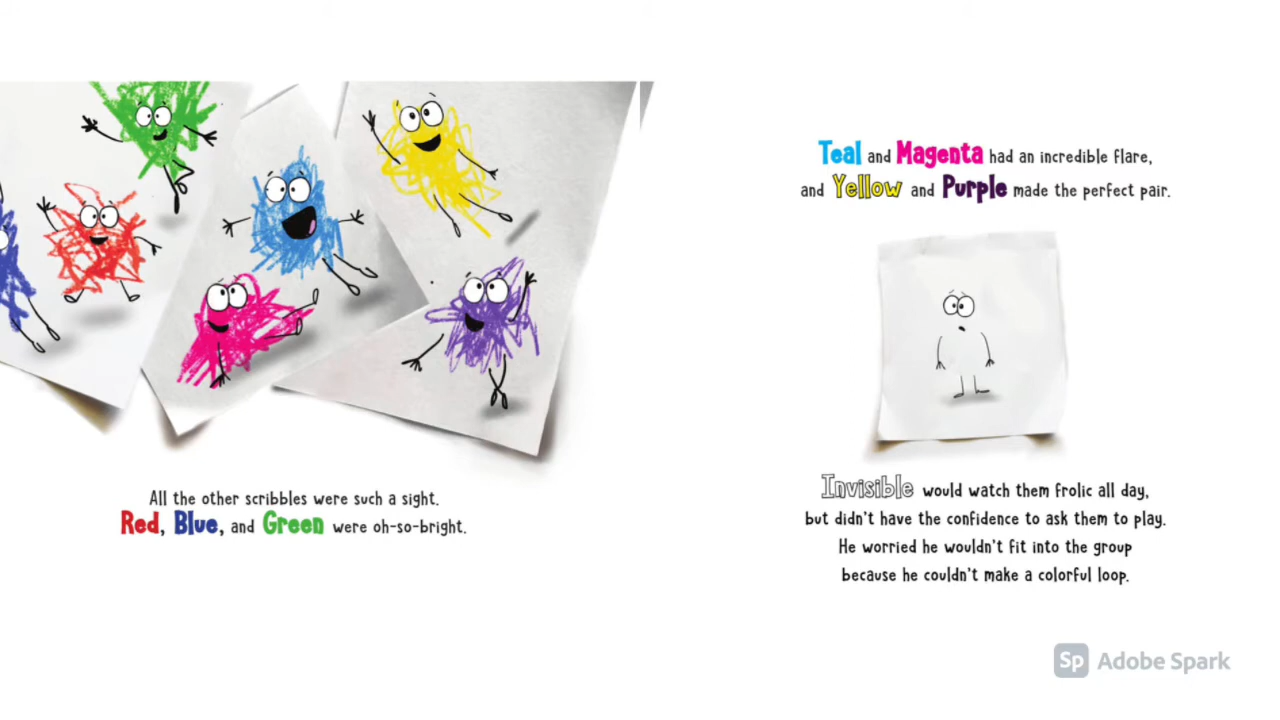 All the other scribbles were such a sight.
Red, Blue, and Green were oh-so-bright.
Teal and Magenta had an incredible flare,
and Yellow and Purple made the perfect pair.
Invisible would watch them frolic all day,
but didn't have the confidence to ask them to play.
He worried he wouldn't fit into the group
because he couldn't make a colorful loop.
Sp Adobe Spark